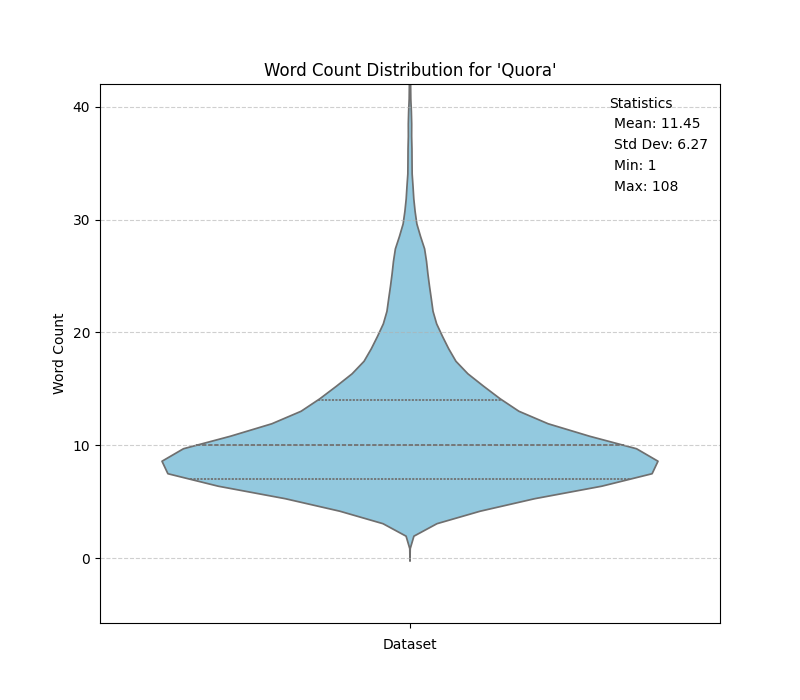 Word Count Distribution for 'Quora'
Statistics
Mean: 11.45
Std Dev: 6.27
Min: 1
Max: 108
40
30
20
10
0
Word Count
Dataset